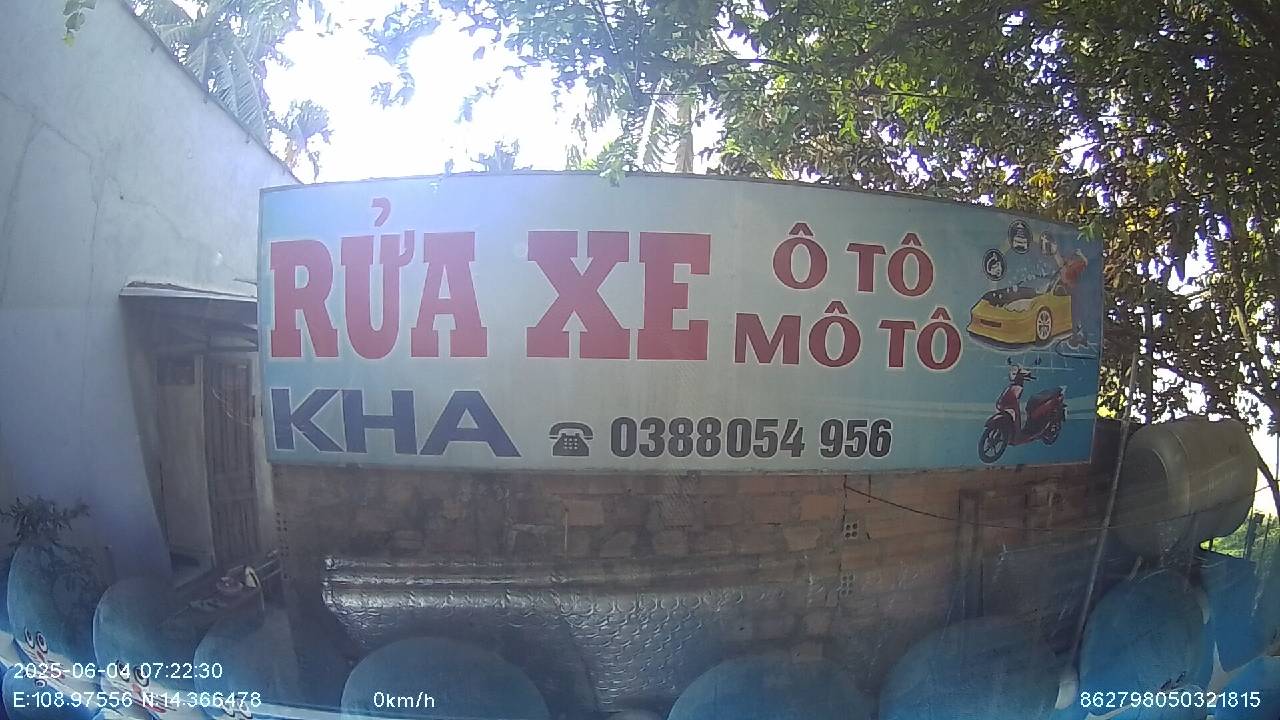 RỬA XE
Ô TÔ
MÔ TÔ
KHA
☎ 0388054 956
2025-06-04 07:22:30
E:108.97556 N:14.366478
0km/h
862798050321815